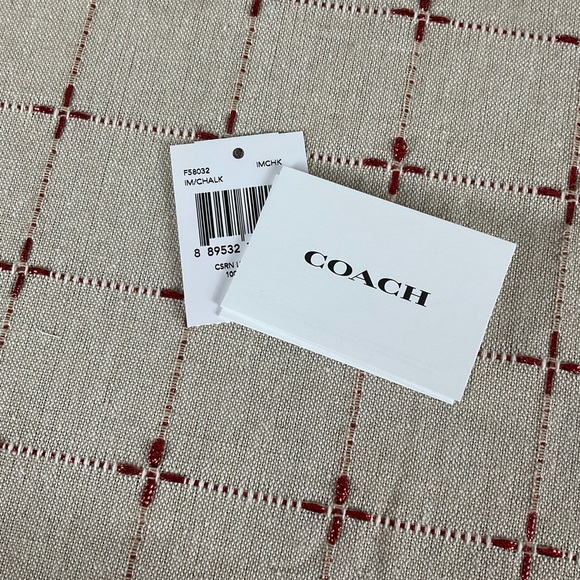 F58032 IMCHK
IM/CHALK
8 89532
CSRN
COACH